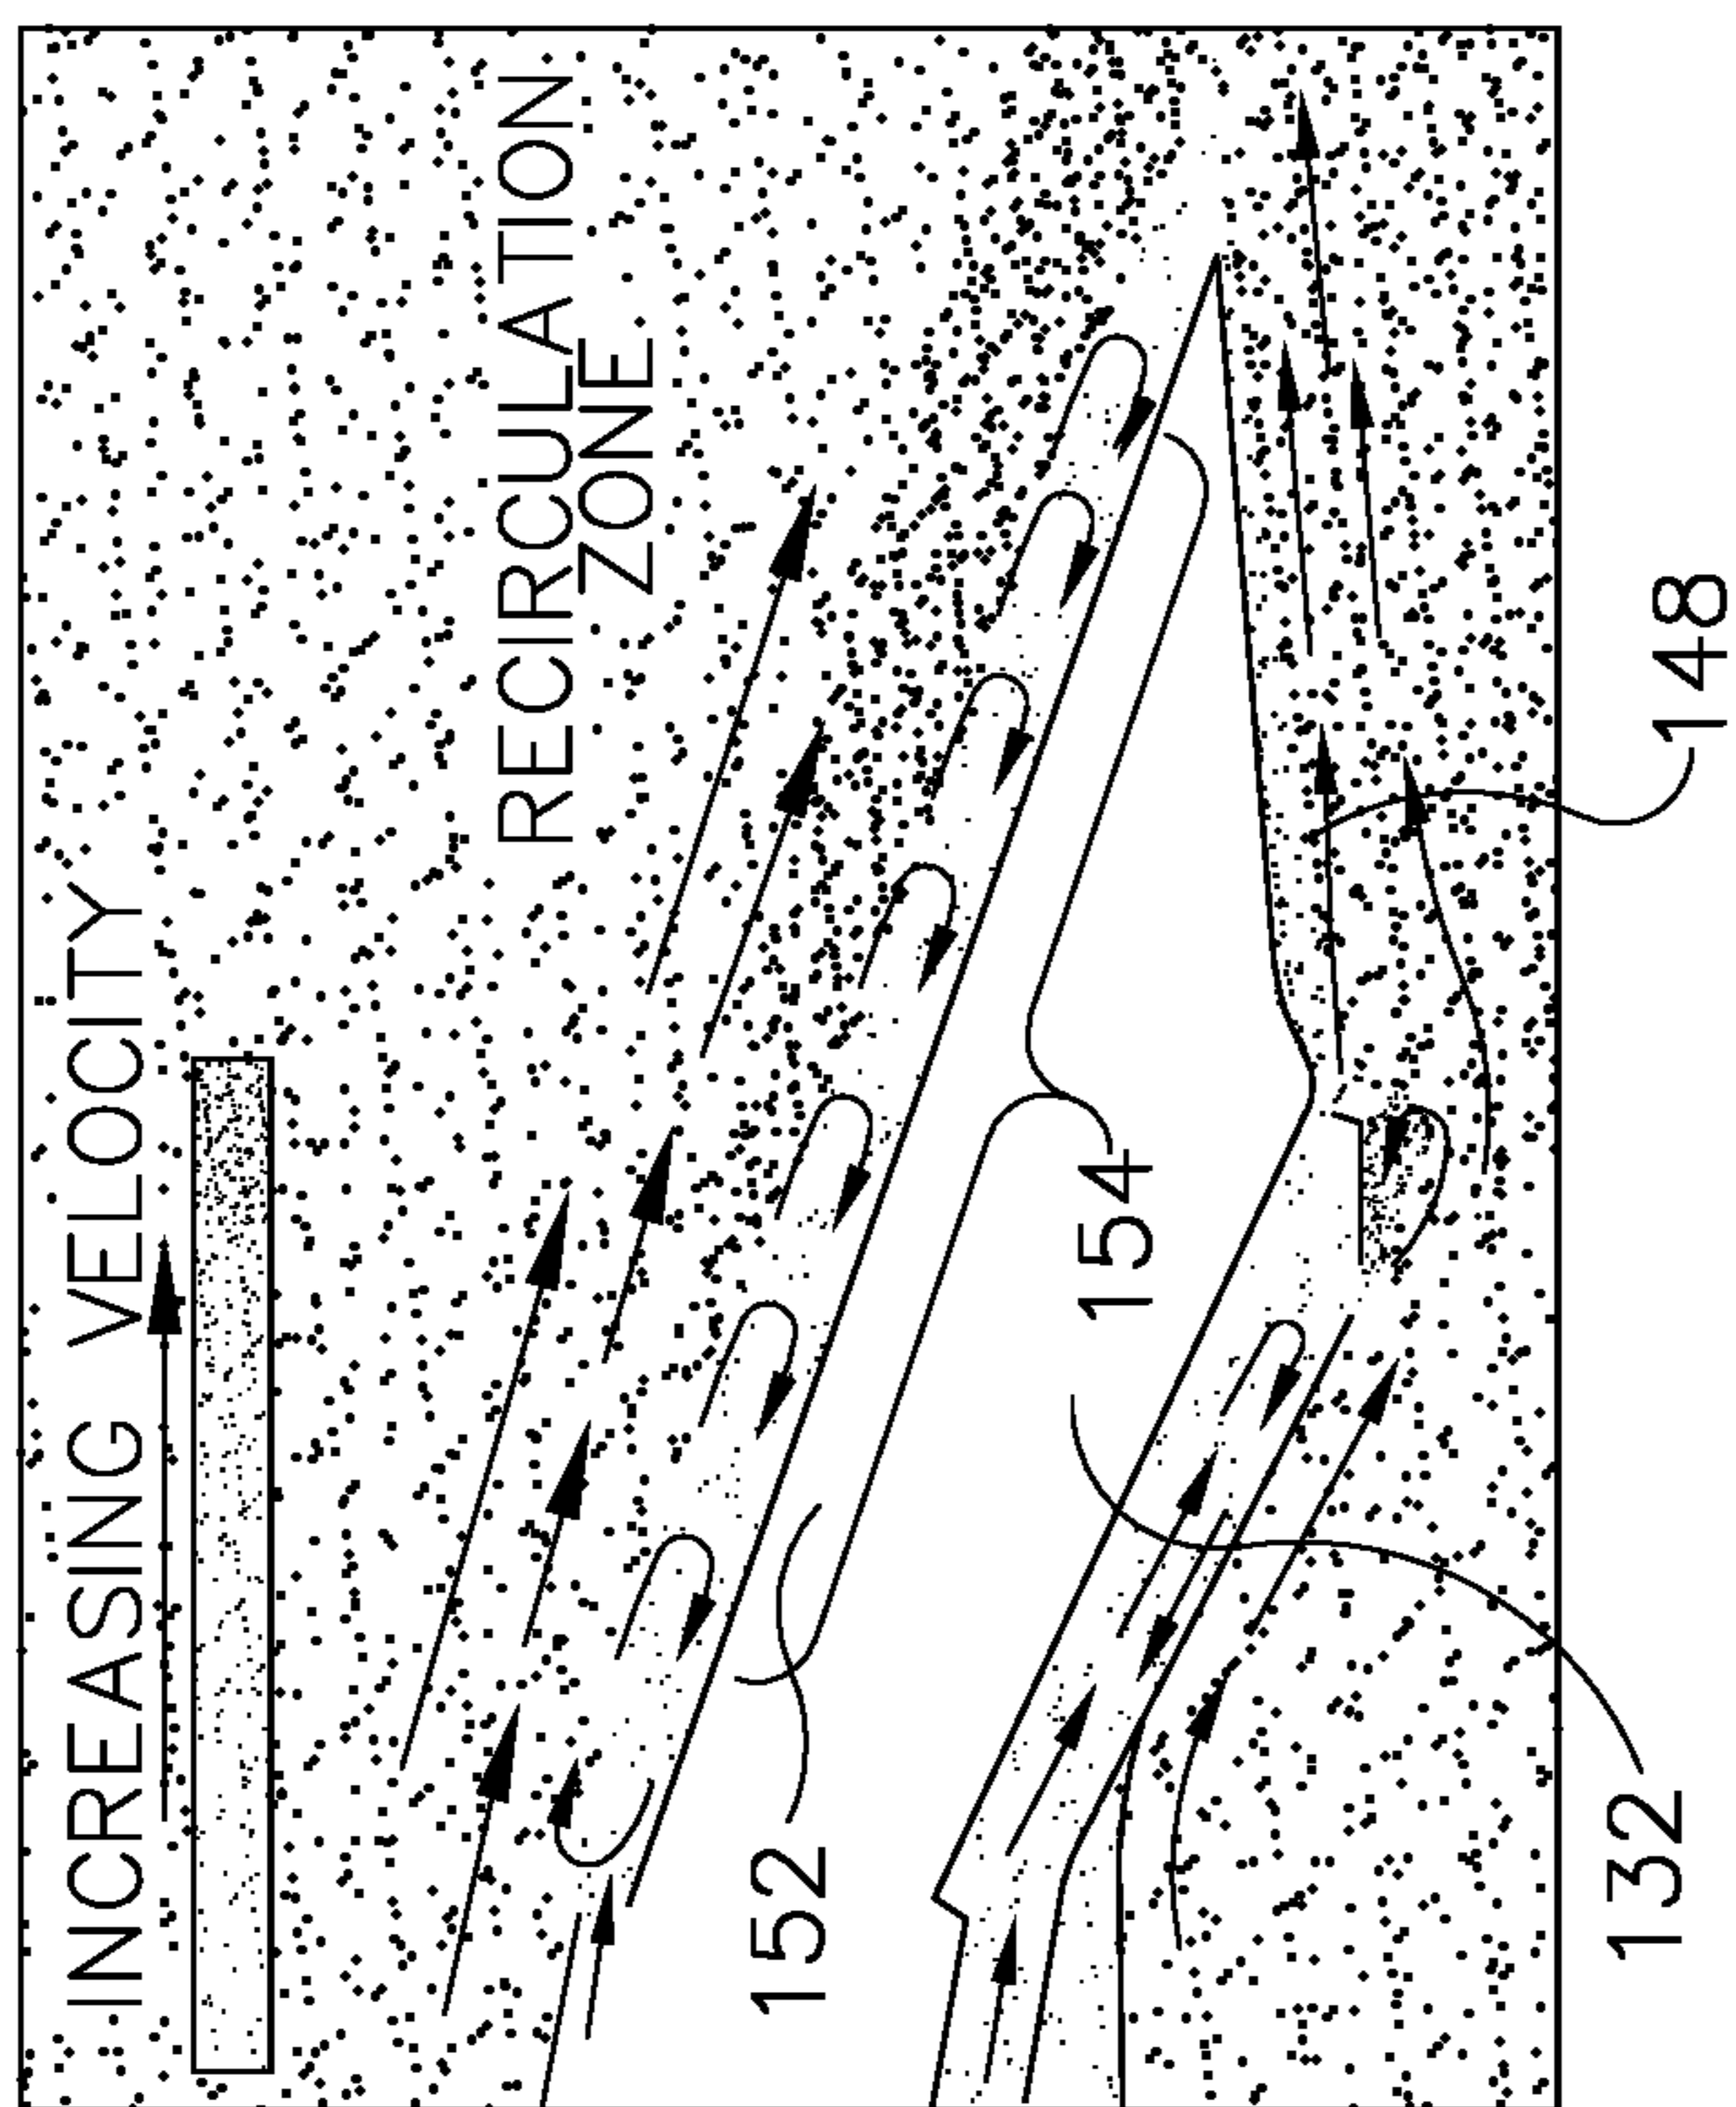 INCREASING VELOCITY
RECIRCULATION
ZONE
152
154
148
132